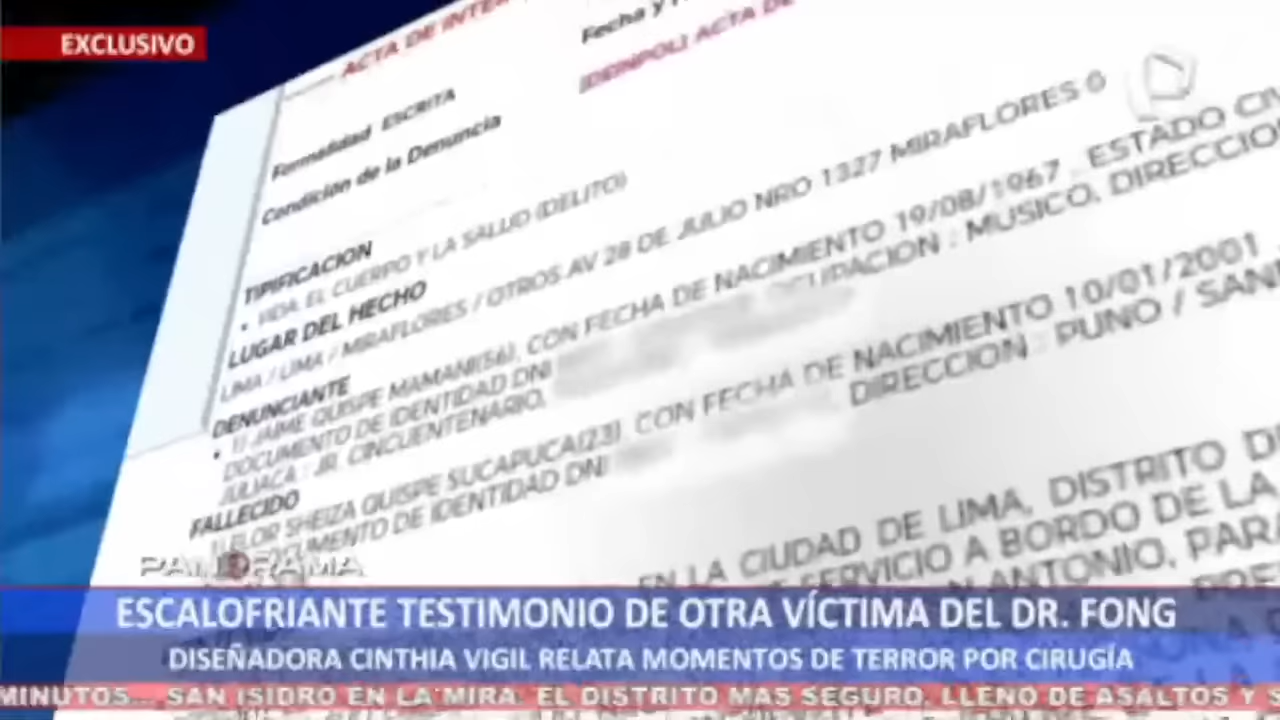 EXCLUSIVO
ACTA DE INTER
Fecha y
ACTA DE
Formalidad ESCRITA
Condición de la Denuncia
TIPIFICACION
• VIDA, EL CUERPO Y LA SALUD (DELITO)
LUGAR DEL HECHO
LIMA / LIMA / MIRAFLORES / OTROS AV 28 DE JULIO NRO 1327 MIRAFLORES 0
DENUNCIANTE
• 1) JAIME QUISPE MAMANI(56), CON FECHA DE NACIMIENTO 19/08/1967 , ESTADO CIV
DOCUMENTO DE IDENTIDAD DNI OCUPACION : MUSICO, DIRECCIO
JULIACA : JR. CINCUENTENARIO,
FALLECIDO
FLOR SHEIZA QUISPE SUCAPUCA(23), CON FECHA DE NACIMIENTO 10/01/2001
DOCUMENTO DE IDENTIDAD DNI DIRECCION : PUNO / SAN
EN LA CIUDAD DE LIMA, DISTRITO DE
SERVICIO A BORDO DE LA
ANTONIO, PARA
PANORAMA
ESCALOFRIANTE TESTIMONIO DE OTRA VÍCTIMA DEL DR. FONG
DISEÑADORA CINTHIA VIGIL RELATA MOMENTOS DE TERROR POR CIRUGÍA
MINUTOS... SAN ISIDRO EN LA MIRA. EL DISTRITO MAS SEGURO, LLENO DE ASALTOS Y S